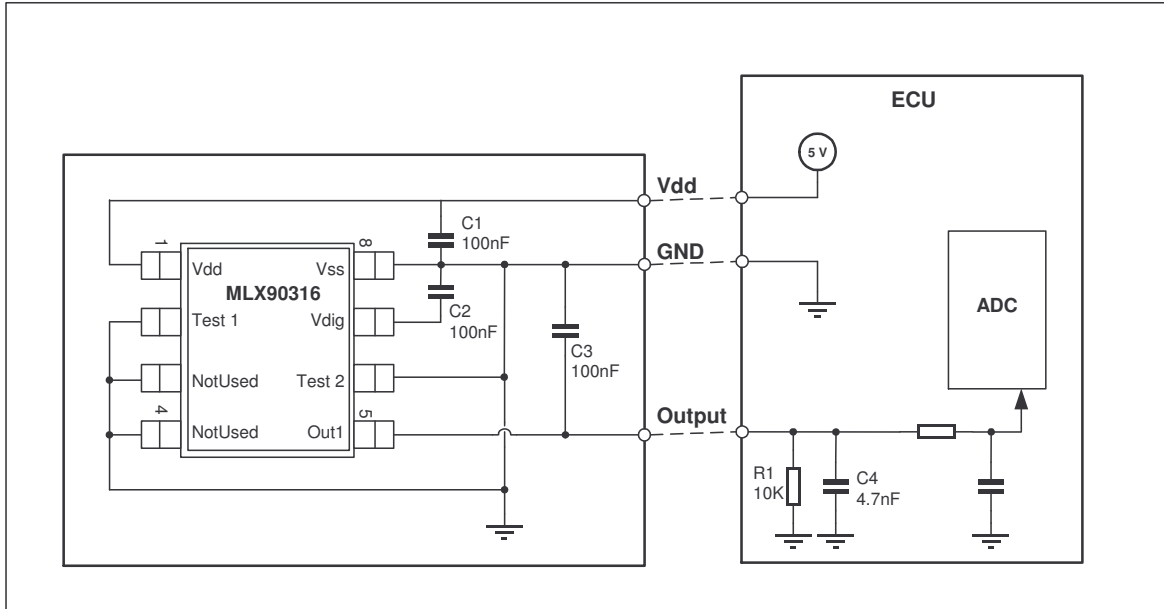 ECU
5 V
Vdd
C1
100nF
GND
1
8
Vdd
Vss
MLX90316
C2
100nF
Test 1
Vdig
C3
100nF
ADC
NotUsed
Test 2
4
5
NotUsed
Out1
Output
R1
10K
C4
4.7nF